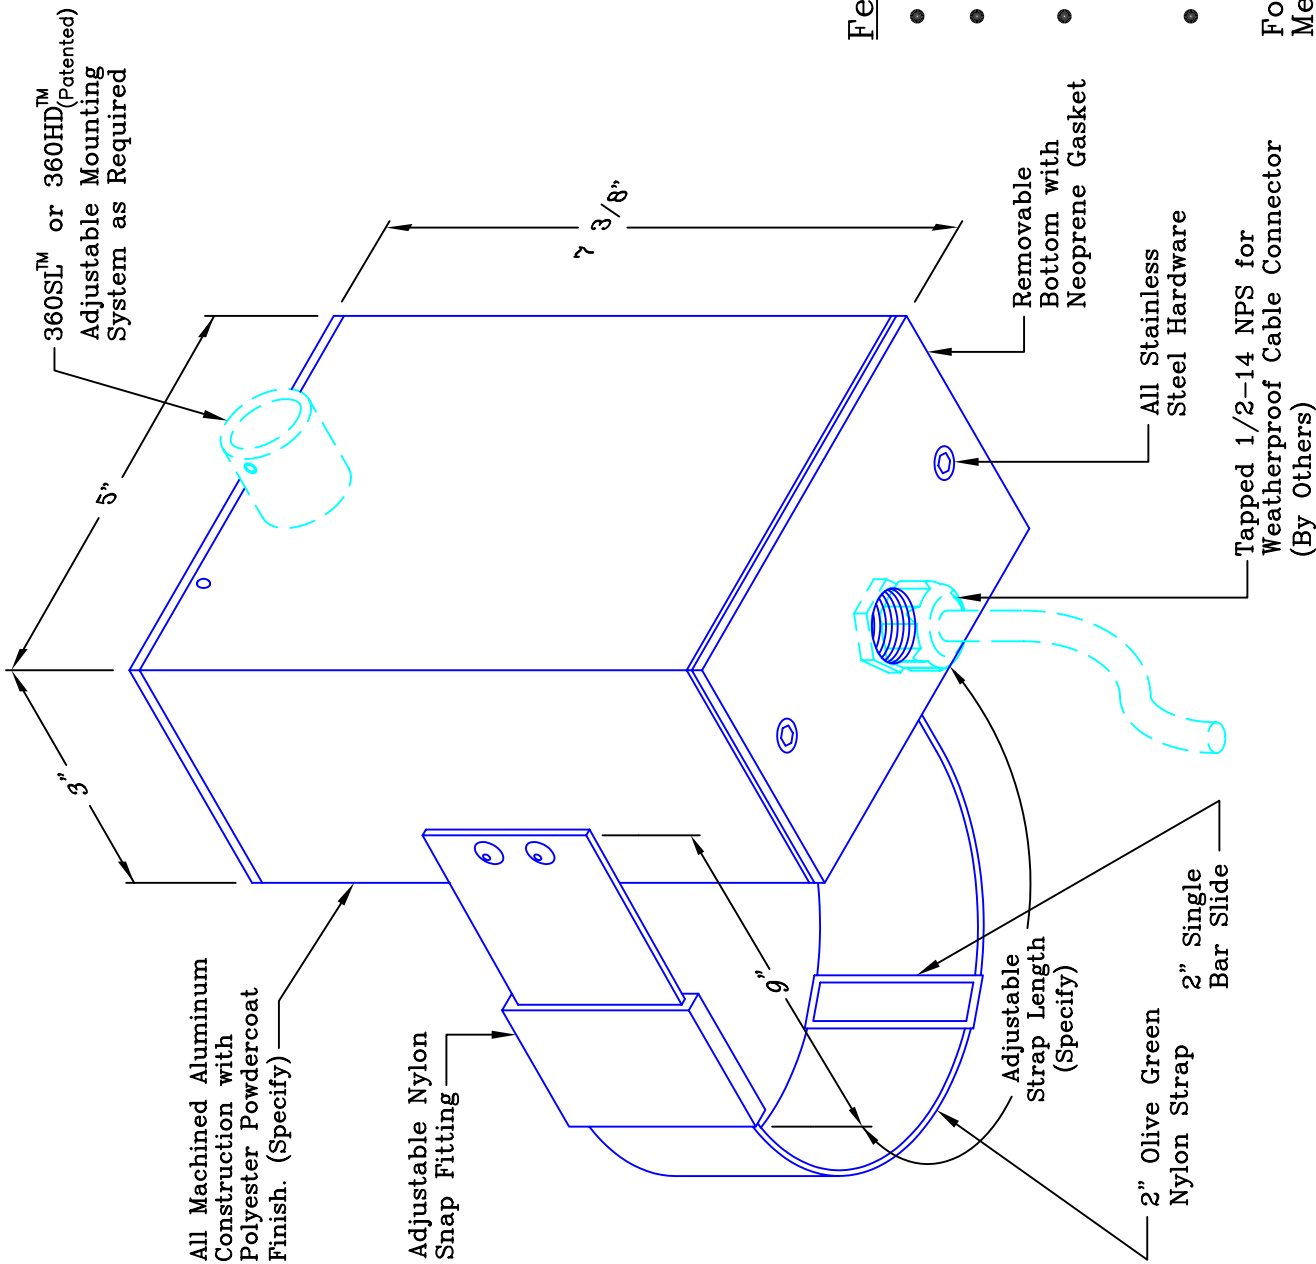 360SL™ or 360HD™
(Patented)
Adjustable Mounting
System as Required
5"
3"
7 3/8"
All Machined Aluminum
Construction with
Polyester Powdercoat
Finish. (Specify)
Adjustable Nylon
Snap Fitting
9"
Removable
Bottom with
Neoprene Gasket
All Stainless
Steel Hardware
Tapped 1/2-14 NPS for
Weatherproof Cable Connector
(By Others)
Adjustable
Strap Length
(Specify)
2" Single
Bar Slide
2" Olive Green
Nylon Strap
Fe
Fo
Me